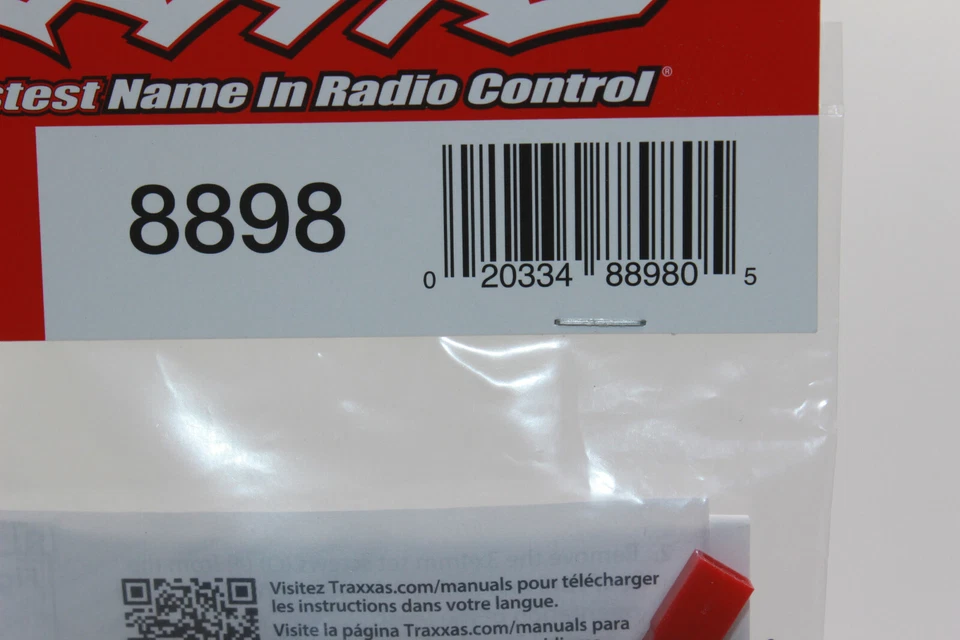 Name In Radio Control®
8898
0 20334 88980 5
Visitez Traxxas.com/manuals pour télécharger
les instructions dans votre langue.
Visite la página Traxxas.com/manuals para